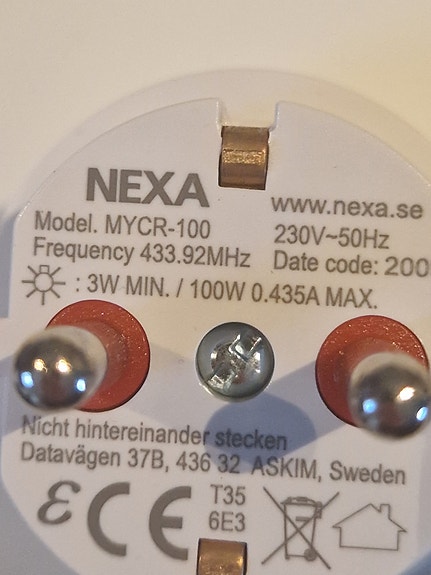 NEXA
www.nexa.se
Model. MYCR-100
230V~50Hz
Frequency 433.92MHz
Date code: 200
: 3W MIN. / 100W 0.435A MAX.
Nicht hintereinander stecken
Datavägen 37B, 436 32 ASKIM, Sweden
CE
T35
6E3